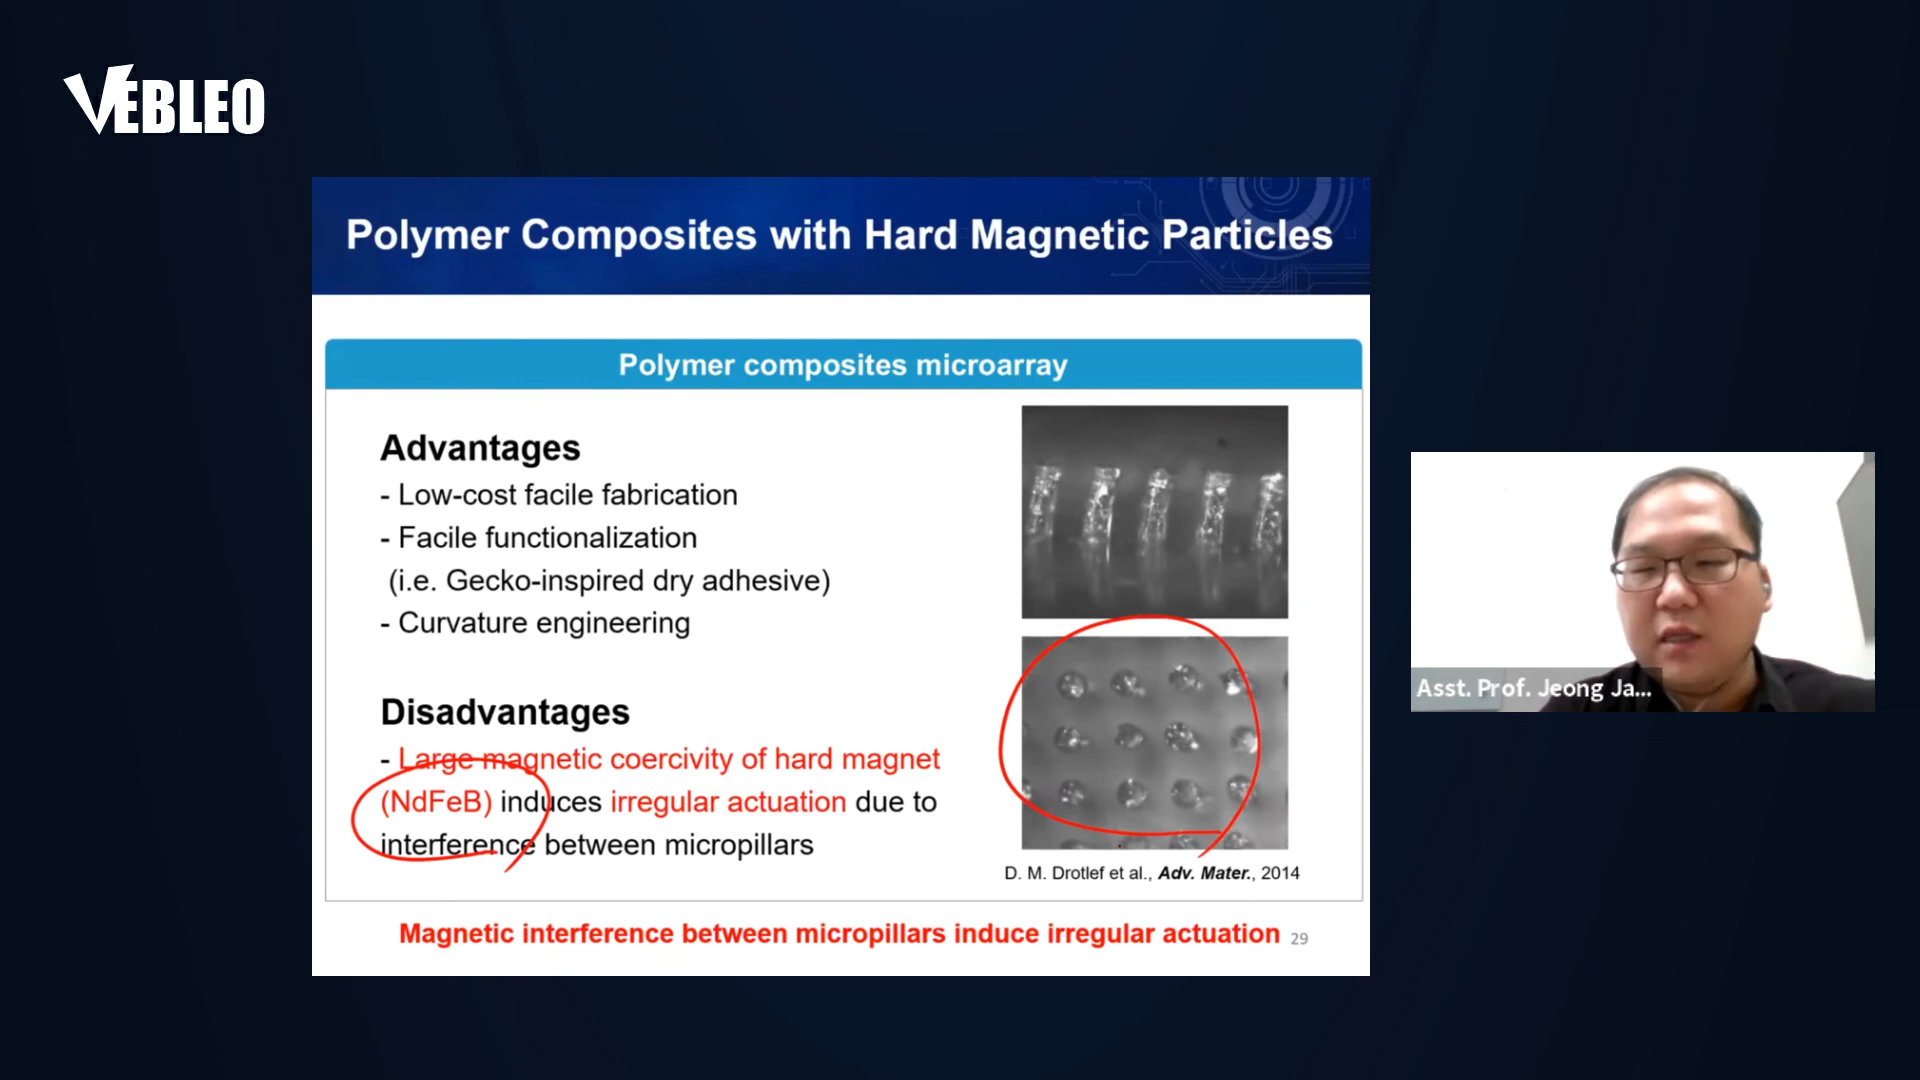 VEBLEO
Polymer Composites with Hard Magnetic Particles
Polymer composites microarray
Advantages
- Low-cost facile fabrication
- Facile functionalization
(i.e. Gecko-inspired dry adhesive)
- Curvature engineering
Disadvantages
- Large magnetic coercivity of hard magnet
(NdFeB) induces irregular actuation due to
interference between micropillars
D. M. Drotlef et al., Adv. Mater., 2014
Magnetic interference between micropillars induce irregular actuation 29
Asst. Prof. Jeong Ja...